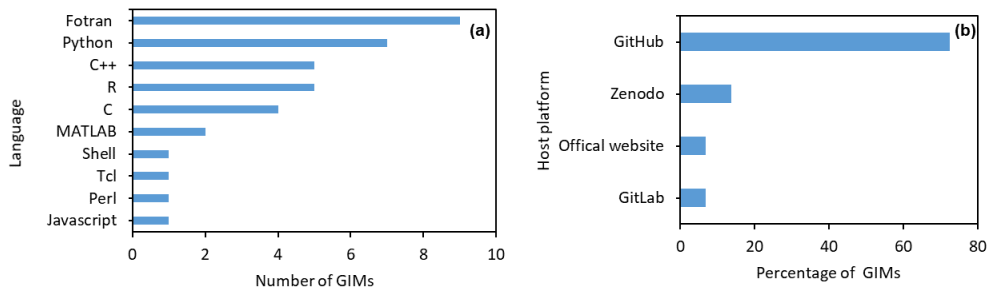 (a)
Fotran
Python
C++
R
C
MATLAB
Shell
Tcl
Perl
Javascript
Language
0 2 4 6 8 10
Number of GIMs
(b)
GitHub
Zenodo
Offical website
GitLab
Host platform
0 20 40 60 80
Percentage of GIMs